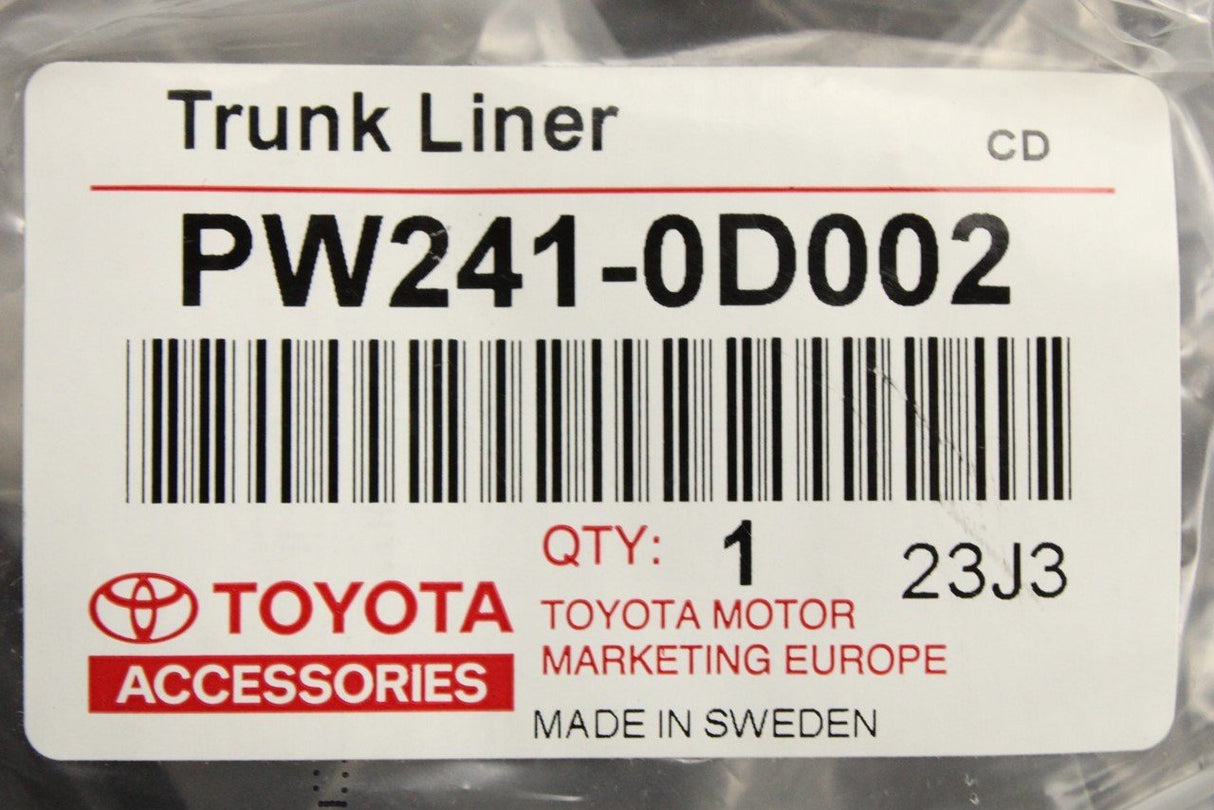 Trunk Liner
CD
PW241-0D002
QTY: 1
23J3
TOYOTA
ACCESSORIES
TOYOTA MOTOR
MARKETING EUROPE
MADE IN SWEDEN